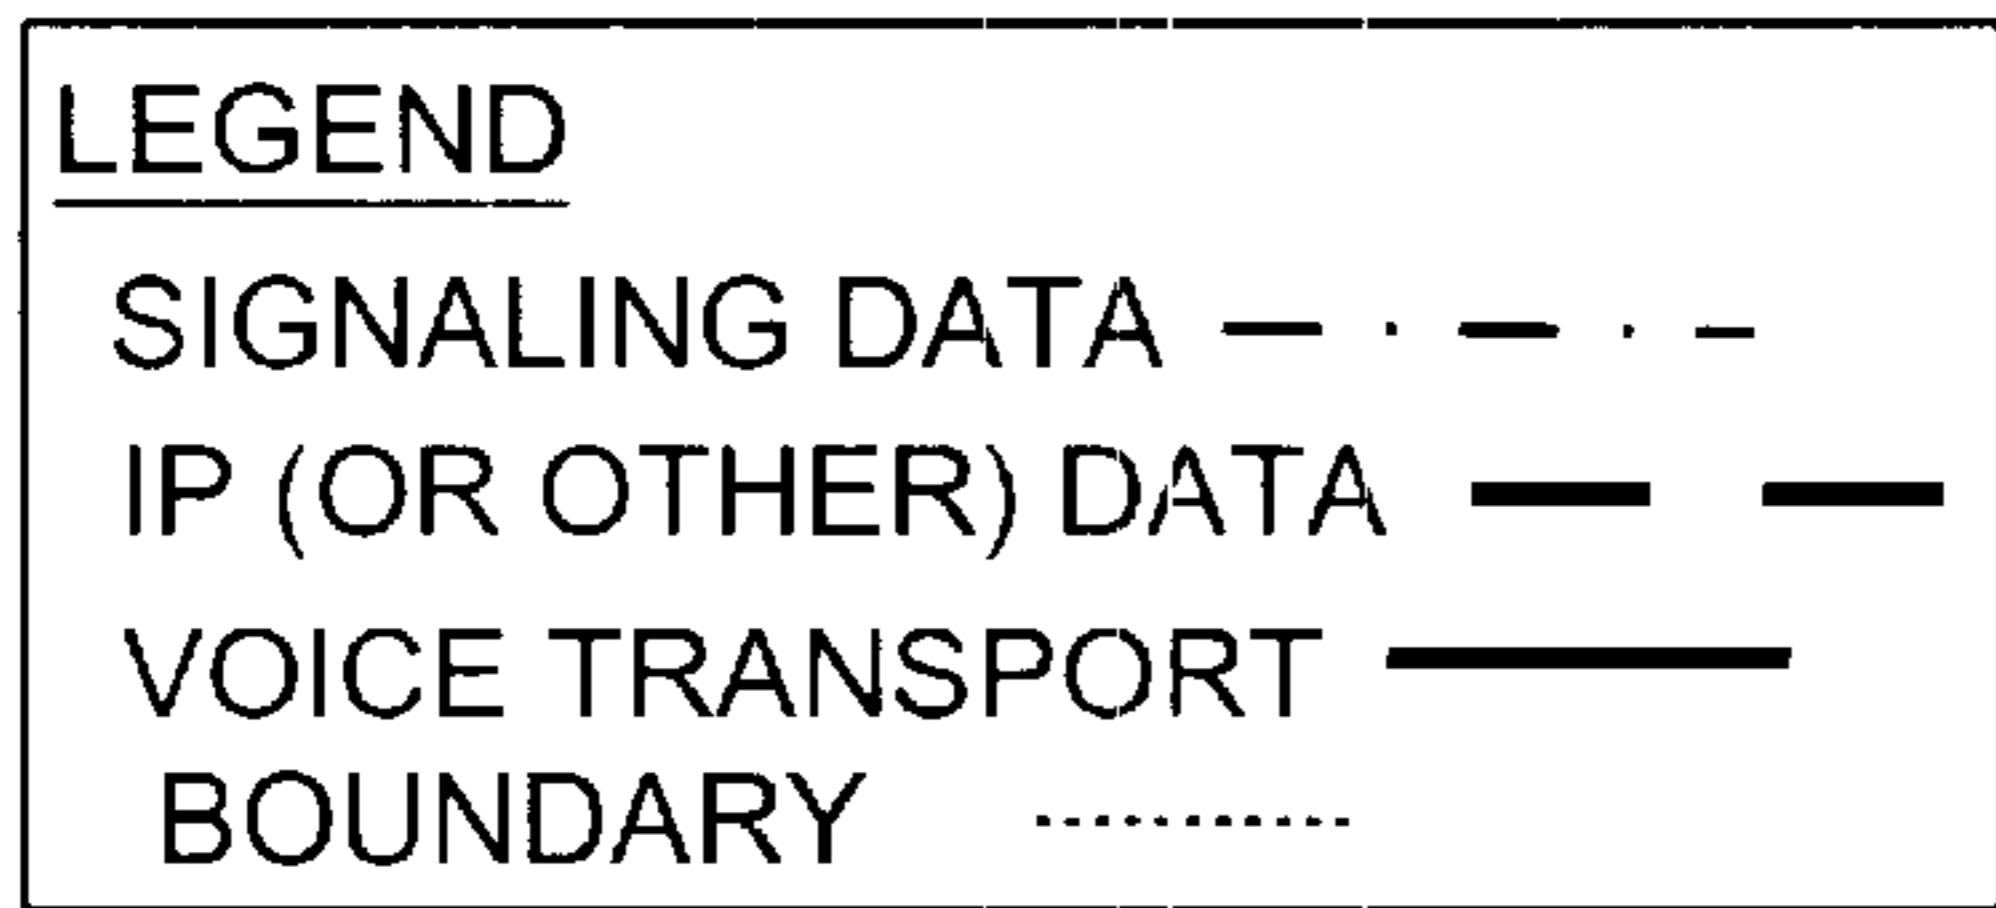 LEGEND
SIGNALING DATA
IP (OR OTHER) DATA
VOICE TRANSPORT
BOUNDARY